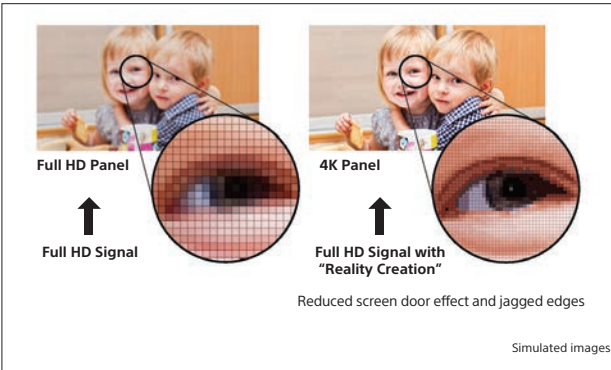 Full HD Panel
Full HD Signal
4K Panel
Full HD Signal with
“Reality Creation”
Reduced screen door effect and jagged edges
Simulated images